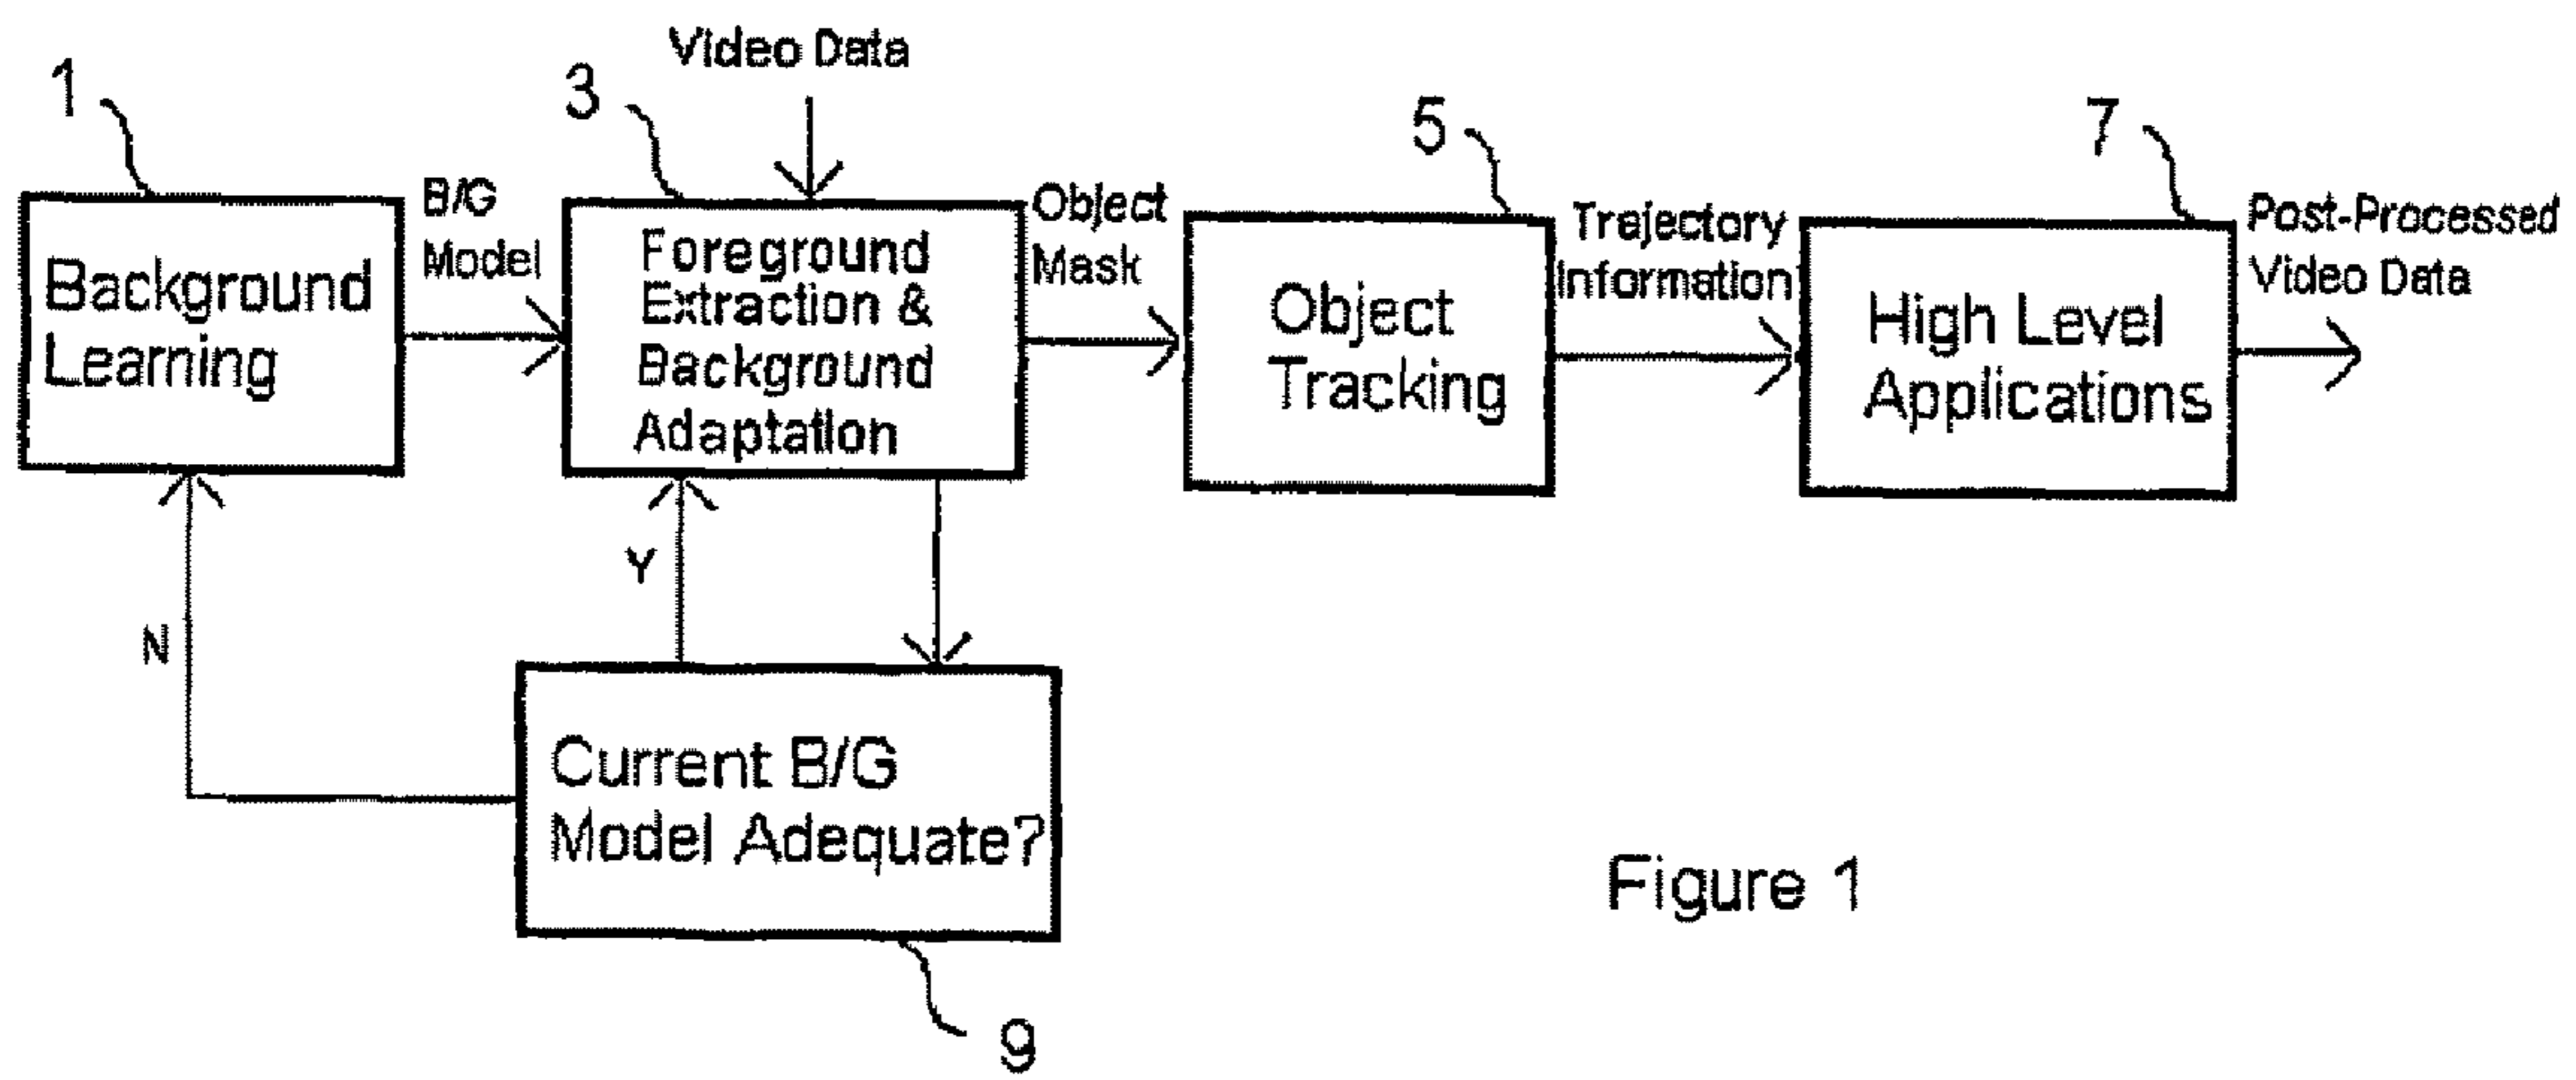 1
3
Video Data
5
7
B/G
Model
Object
Mask
Trajectory
Information
Post-Processed
Video Data
Background
Learning
Foreground
Extraction &
Background
Adaptation
Object
Tracking
High Level
Applications
Y
N
Current B/G
Model Adequate?
Figure 1
9